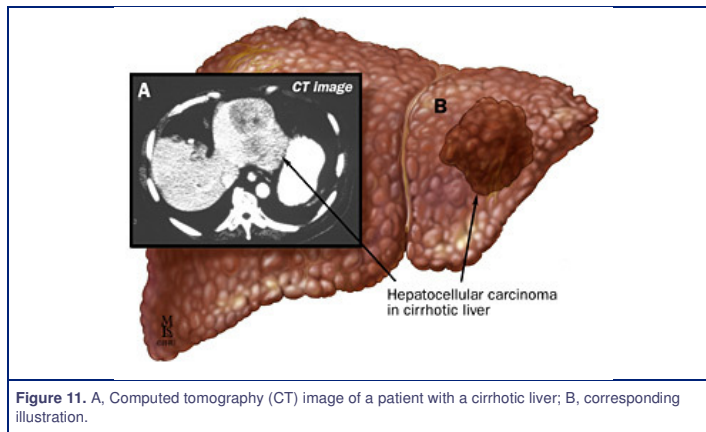 A
CT image
B
Hepatocellular carcinoma
in cirrhotic liver
Figure 11. A, Computed tomography (CT) image of a patient with a cirrhotic liver; B, corresponding
illustration.